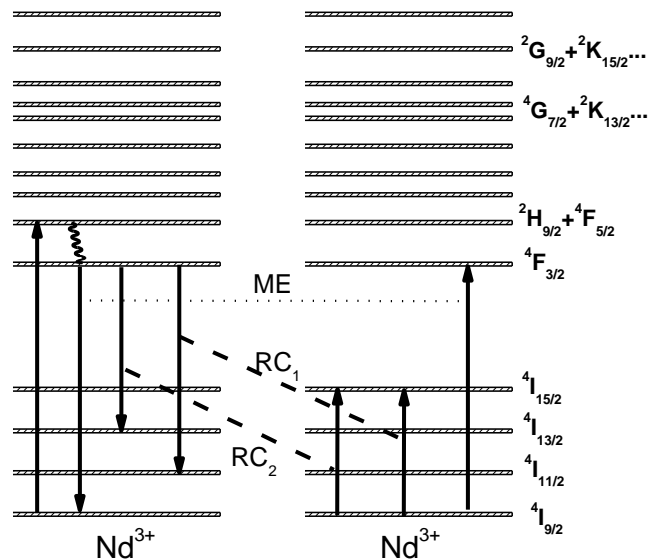 ²G₉/₂+²K₁₅/₂...
⁴G₇/₂+²K₁₃/₂...
²H₉/₂+⁴F₅/₂
⁴F₃/₂
ME
RC₁
⁴I₁₅/₂
⁴I₁₃/₂
RC₂
⁴I₁₁/₂
⁴I₉/₂
Nd³⁺ Nd³⁺